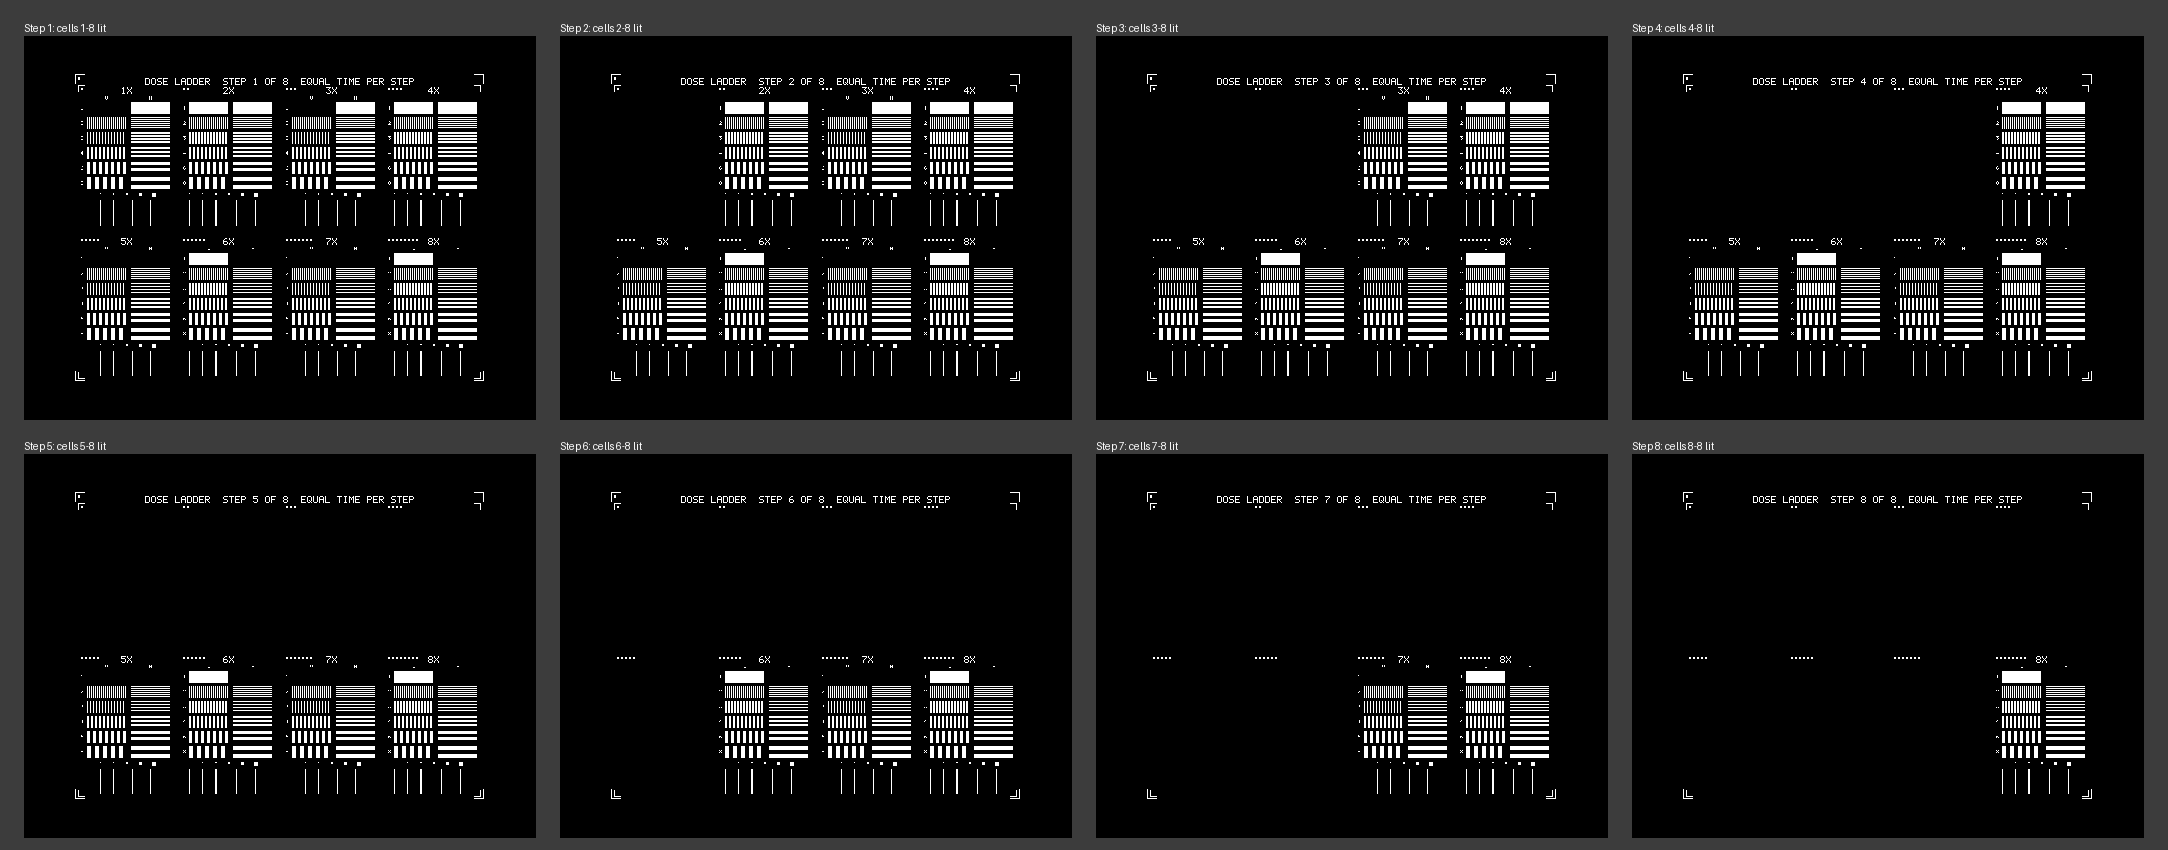 Step 1: cells 1-8 lit
DOSE LADDER STEP 1 OF 8 EQUAL TIME PER STEP
1X 2X 3X 4X
5X 6X 7X 8X
Step 2: cells 2-8 lit
DOSE LADDER STEP 2 OF 8 EQUAL TIME PER STEP
2X 3X 4X
5X 6X 7X 8X
Step 3: cells 3-8 lit
DOSE LADDER STEP 3 OF 8 EQUAL TIME PER STEP
3X 4X
5X 6X 7X 8X
Step 4: cells 4-8 lit
DOSE LADDER STEP 4 OF 8 EQUAL TIME PER STEP
4X
5X 6X 7X 8X
Step 5: cells 5-8 lit
DOSE LADDER STEP 5 OF 8 EQUAL TIME PER STEP
5X 6X 7X 8X
Step 6: cells 6-8 lit
DOSE LADDER STEP 6 OF 8 EQUAL TIME PER STEP
6X 7X 8X
Step 7: cells 7-8 lit
DOSE LADDER STEP 7 OF 8 EQUAL TIME PER STEP
7X 8X
Step 8: cells 8-8 lit
DOSE LADDER STEP 8 OF 8 EQUAL TIME PER STEP
8X